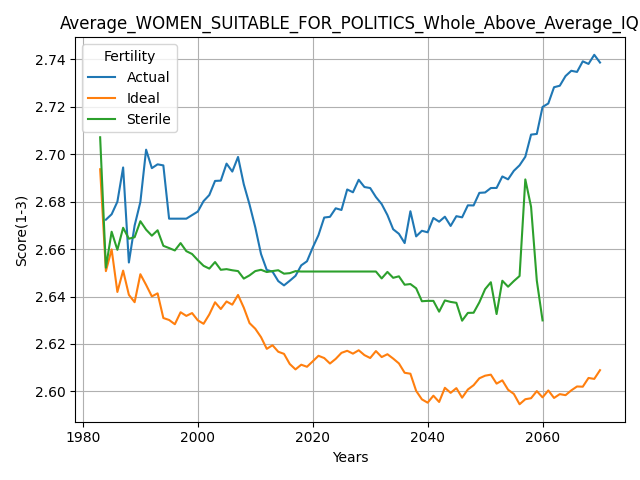 Average_WOMEN_SUITABLE_FOR_POLITICS_Whole_Above_Average_IQ
Fertility
Actual
Ideal
Sterile
2.74
2.72
2.70
2.68
2.66
2.64
2.62
2.60
Score(1-3)
1980
2000
2020
2040
2060
Years